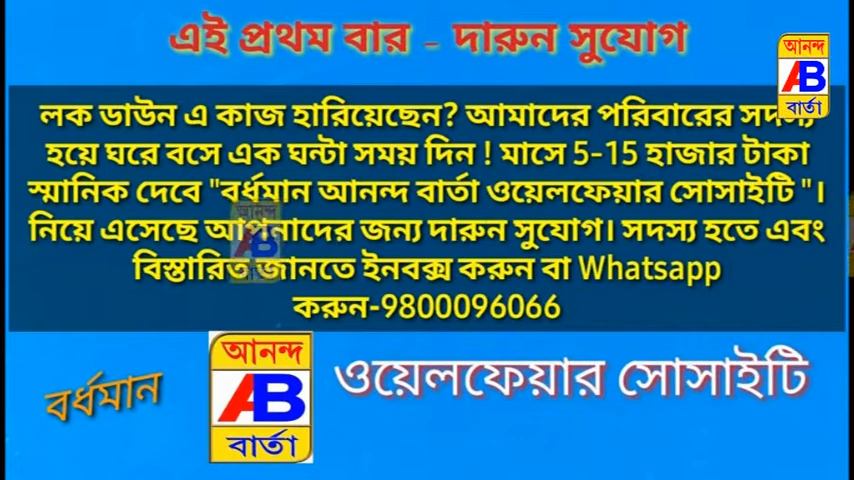 এই প্রথম বার - দারুন সুযোগ
আনন্দ
AB
বার্তা
লক ডাউন এ কাজ হারিয়েছেন? আমাদের পরিবারের সদস্য
হয়ে ঘরে বসে এক ঘন্টা সময় দিন ! মাসে 5-15 হাজার টাকা
স্মানিক দেবে "বর্ধমান আনন্দ বার্তা ওয়েলফেয়ার সোসাইটি "।
নিয়ে এসেছে আপনাদের জন্য দারুন সুযোগ। সদস্য হতে এবং
বিস্তারিত জানতে ইনবক্স করুন বা Whatsapp
করুন-9800096066
আনন্দ
AB
বার্তা
বর্ধমান
আনন্দ
AB
বার্তা
ওয়েলফেয়ার সোসাইটি